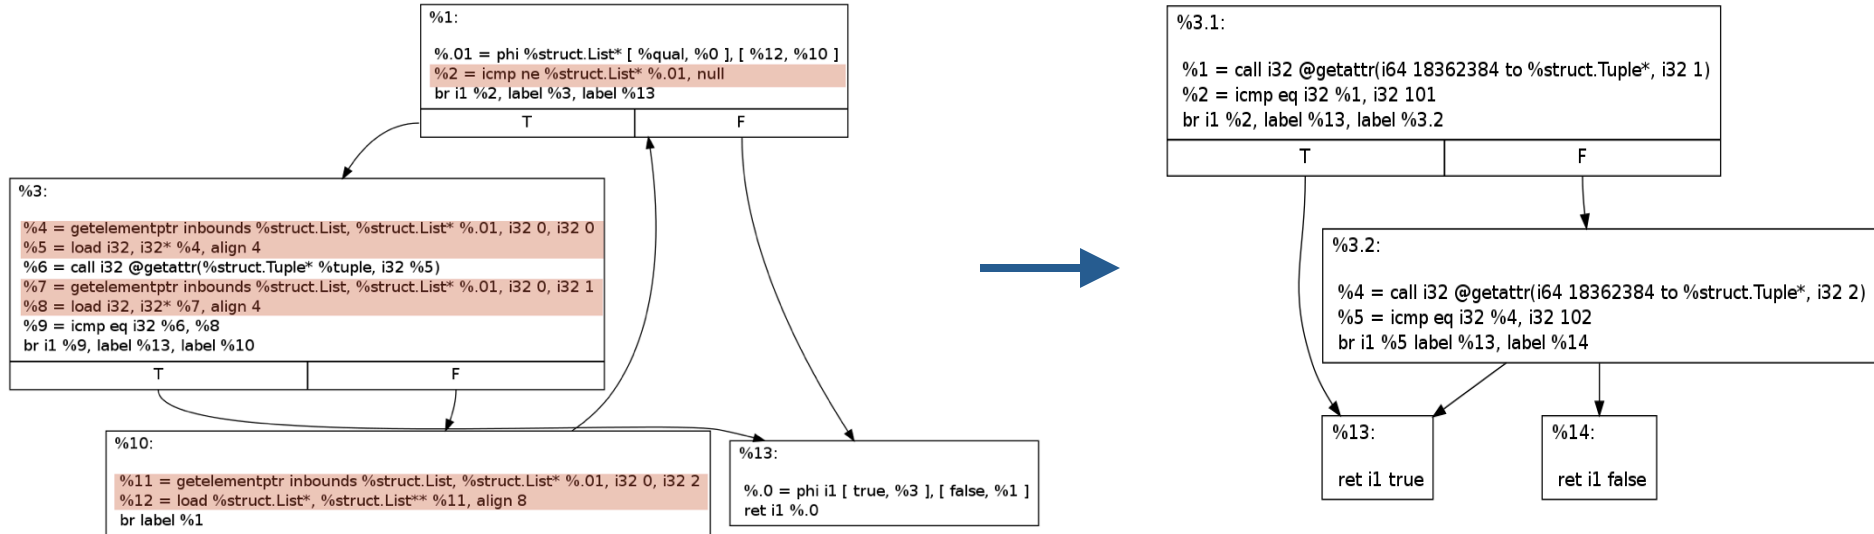 %1:
%.01 = phi %struct.List* [ %qual, %0 ], [ %12, %10 ]
%2 = icmp ne %struct.List* %.01, null
br i1 %2, label %3, label %13
T F
%3:
%4 = getelementptr inbounds %struct.List, %struct.List* %.01, i32 0, i32 0
%5 = load i32, i32* %4, align 4
%6 = call i32 @getattr(%struct.Tuple* %tuple, i32 %5)
%7 = getelementptr inbounds %struct.List, %struct.List* %.01, i32 0, i32 1
%8 = load i32, i32* %7, align 4
%9 = icmp eq i32 %6, %8
br i1 %9, label %13, label %10
T F
%10:
%11 = getelementptr inbounds %struct.List, %struct.List* %.01, i32 0, i32 2
%12 = load %struct.List*, %struct.List** %11, align 8
br label %1
%13:
%.0 = phi i1 [ true, %3 ], [ false, %1 ]
ret i1 %.0
%3.1:
%1 = call i32 @getattr(i64 18362384 to %struct.Tuple*, i32 1)
%2 = icmp eq i32 %1, i32 101
br i1 %2, label %13, label %3.2
T F
%3.2:
%4 = call i32 @getattr(i64 18362384 to %struct.Tuple*, i32 2)
%5 = icmp eq i32 %4, i32 102
br i1 %5 label %13, label %14
%13:
ret i1 true
%14:
ret i1 false